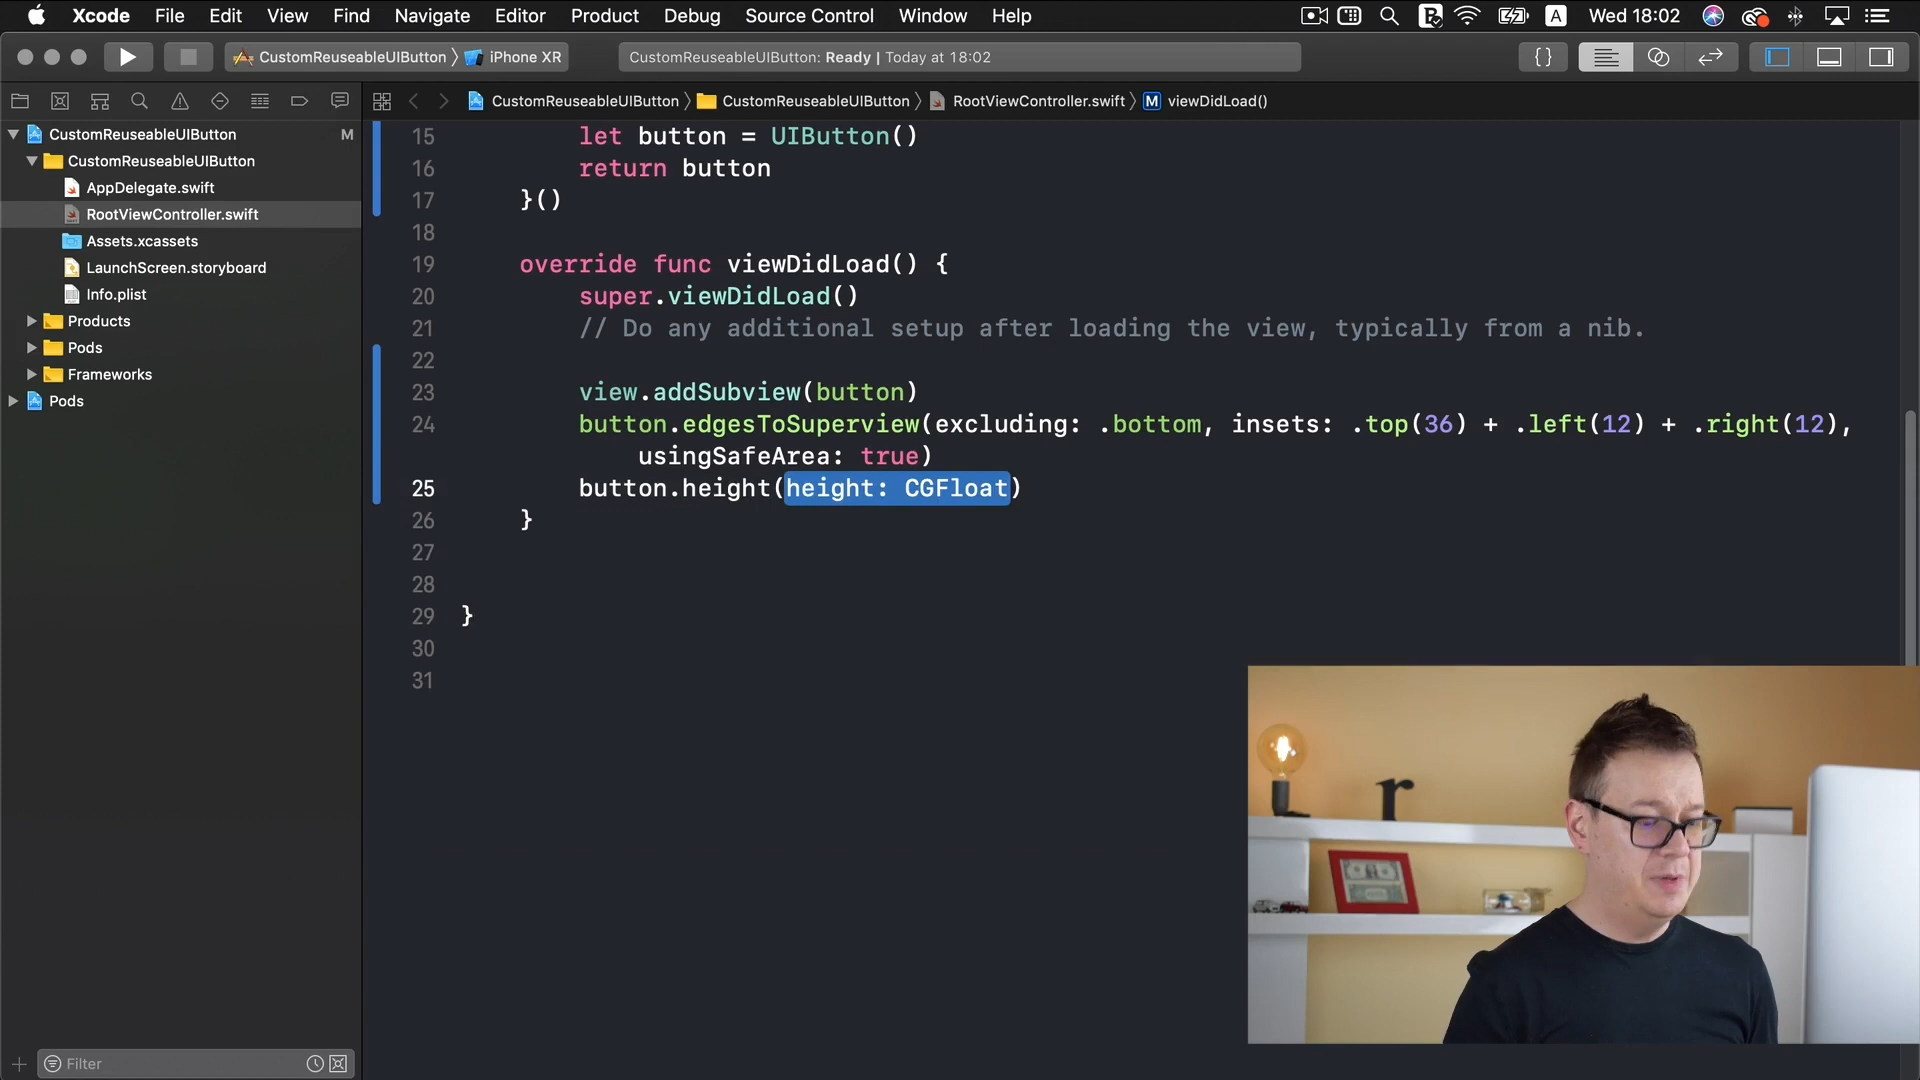 Xcode File Edit View Find Navigate Editor Product Debug Source Control Window Help A Wed 18:02
CustomReuseableUIButton iPhone XR CustomReuseableUIButton: Ready | Today at 18:02 {}
CustomReuseableUIButton CustomReuseableUIButton RootViewController.swift M viewDidLoad()
CustomReuseableUIButton M
CustomReuseableUIButton
AppDelegate.swift
RootViewController.swift
Assets.xcassets
LaunchScreen.storyboard
Info.plist
Products
Pods
Frameworks
Pods
Filter
15 let button = UIButton()
16 return button
17 }()
18
19 override func viewDidLoad() {
20 super.viewDidLoad()
21 // Do any additional setup after loading the view, typically from a nib.
22
23 view.addSubview(button)
24 button.edgesToSuperview(excluding: .bottom, insets: .top(36) + .left(12) + .right(12),
usingSafeArea: true)
25 button.height(height: CGFloat)
26 }
27
28
29 }
30
31
r